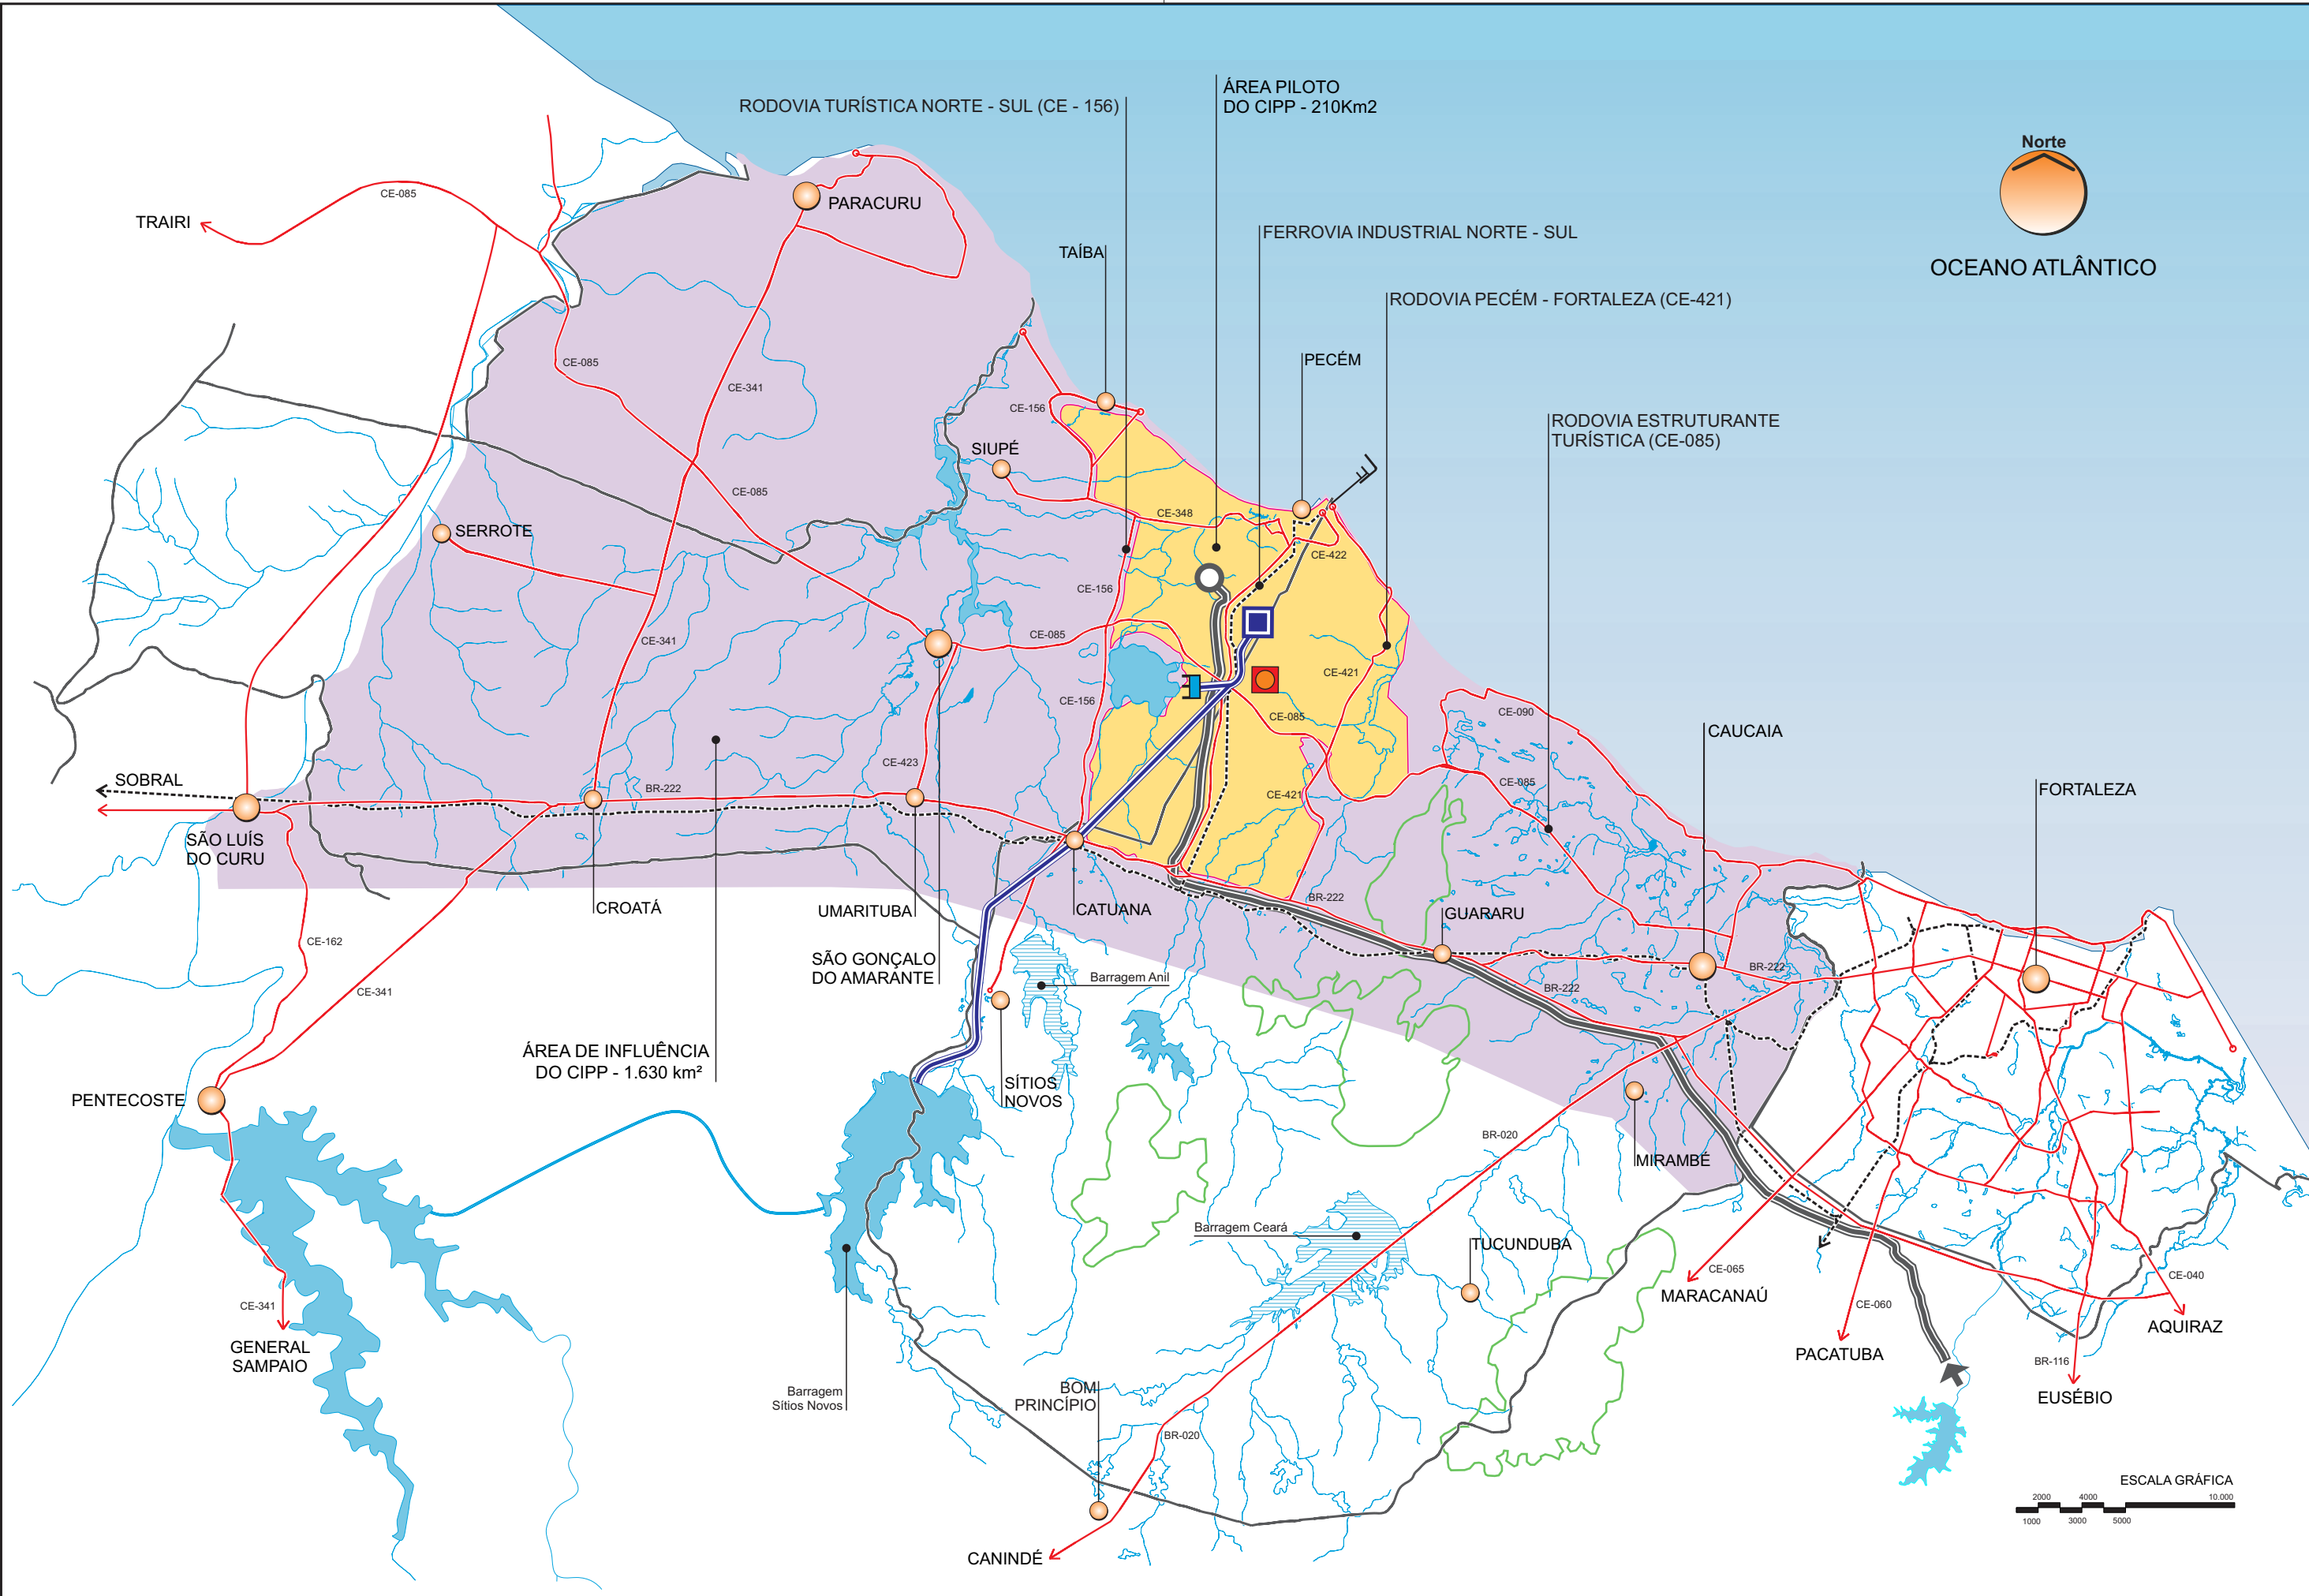 RODOVIA TURÍSTICA NORTE - SUL (CE - 156)
ÁREA PILOTO
DO CIPP - 210Km2
Norte
OCEANO ATLÂNTICO
CE-085
TRAIRI
PARACURU
TAÍBA
FERROVIA INDUSTRIAL NORTE - SUL
RODOVIA PECÉM - FORTALEZA (CE-421)
PECÉM
CE-085
CE-341
CE-156
RODOVIA ESTRUTURANTE
TURÍSTICA (CE-085)
SIUPÉ
CE-085
CE-348
SERROTE
CE-422
CE-156
CE-341
CE-085
CE-421
CE-156
CE-085
CE-090
CAUCAIA
CE-423
SOBRAL
BR-222
CE-421
CE-085
FORTALEZA
SÃO LUÍS
DO CURU
CROATÁ
UMARITUBA
CATUANA
BR-222
GUARARU
CE-162
SÃO GONÇALO
DO AMARANTE
Barragem Anil
BR-222
BR-222
CE-341
ÁREA DE INFLUÊNCIA
DO CIPP - 1.630 km²
SÍTIOS
NOVOS
PENTECOSTE
BR-020
MIRAMBÉ
Barragem Ceará
TUCUNDUBA
CE-065
MARACANAÚ
CE-040
CE-341
CE-060
AQUIRAZ
GENERAL
SAMPAIO
PACATUBA
BR-116
EUSÉBIO
Barragem
Sítios Novos
BOM
PRINCÍPIO
BR-020
ESCALA GRÁFICA
2000 4000 10.000
1000 3000 5000
CANINDÉ